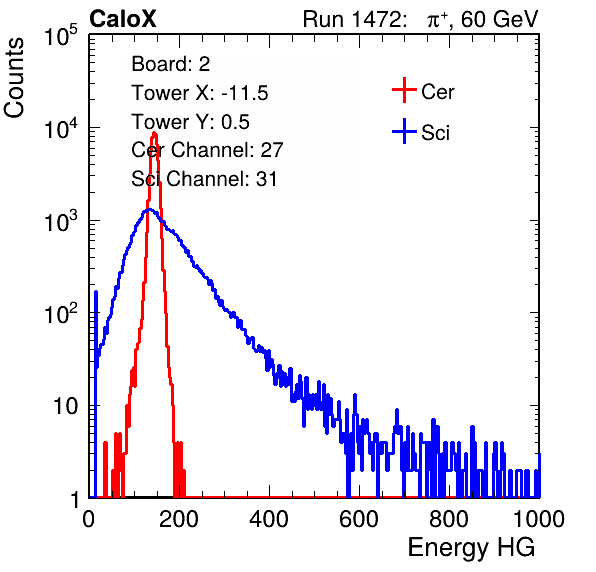 CaloX Run 1472: π⁺, 60 GeV
Counts
Board: 2
Tower X: -11.5
Tower Y: 0.5
Cer Channel: 27
Sci Channel: 31
Cer
Sci
10⁵
10⁴
10³
10²
10
1
0 200 400 600 800 1000
Energy HG